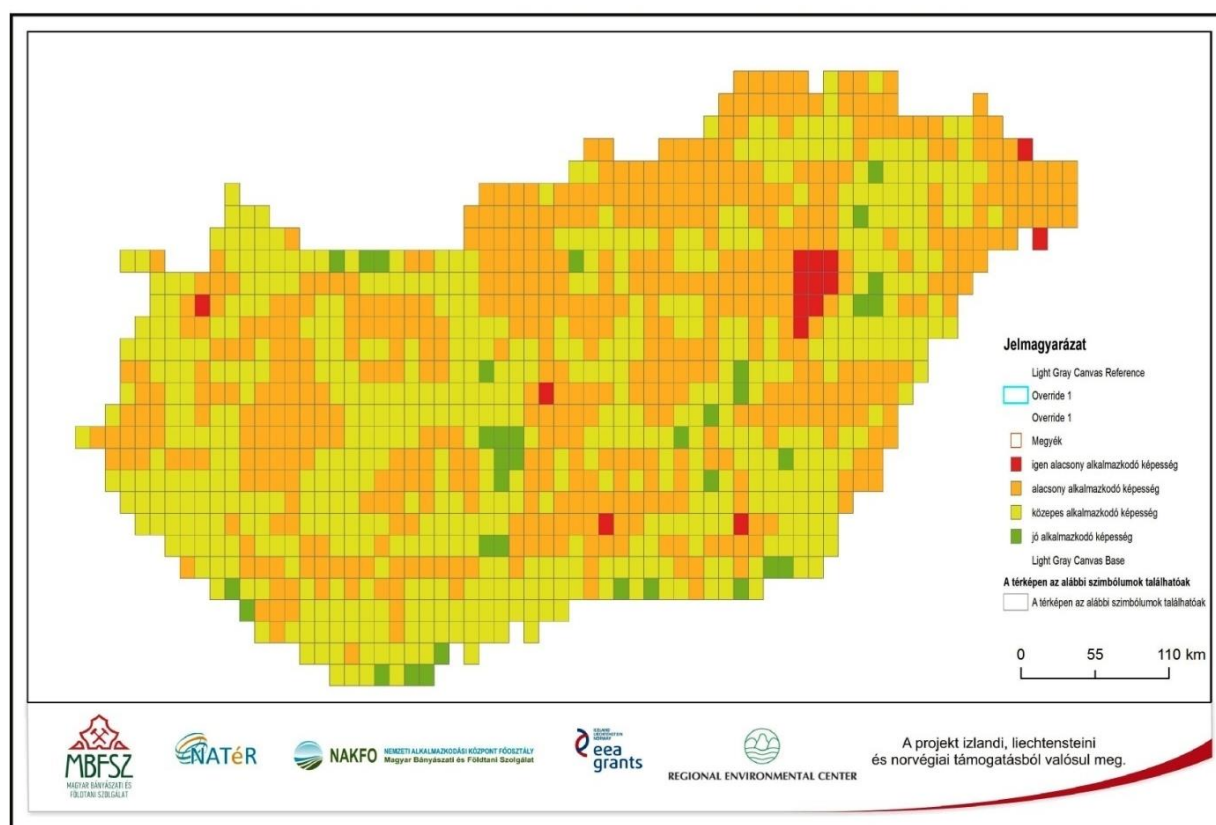 Jelmagyarázat
Light Gray Canvas Reference
Override 1
Override 1
Megyék
igen alacsony alkalmazkodó képesség
alacsony alkalmazkodó képesség
közepes alkalmazkodó képesség
jó alkalmazkodó képesség
Light Gray Canvas Base
A térképen az alábbi szimbólumok találhatóak
A térképen az alábbi szimbólumok találhatóak
0 55 110 km
MBFSZ
MAGYAR BÁNYÁSZATI ÉS
FÖLDTANI SZOLGÁLAT
NATéR
NAKFO
NEMZETI ALKALMAZKODÁSI KÖZPONT FŐOSZTÁLY
Magyar Bányászati és Földtani Szolgálat
ICELAND
LIECHTENSTEIN
NORWAY
eea
grants
REGIONAL ENVIRONMENTAL CENTER
A projekt izlandi, liechtensteini
és norvégiai támogatásból valósul meg.